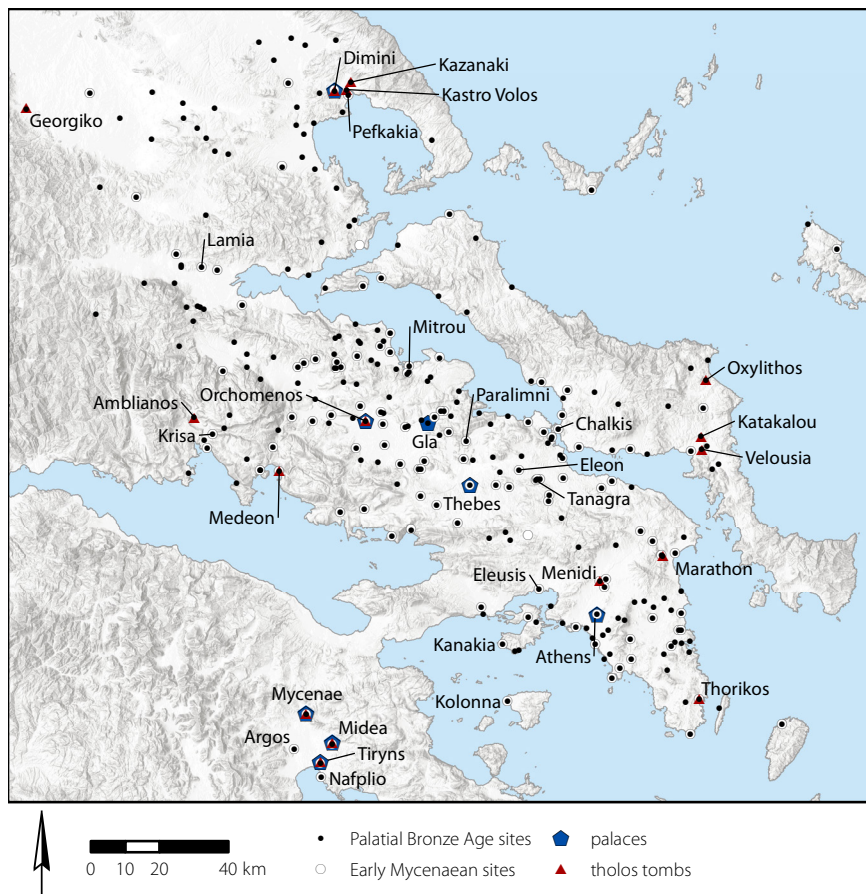 Dimini
Kazanaki
Kastro Volos
Georgiko
Pefkakia
Lamia
Mitrou
Oxylithos
Orchomenos
Paralimni
Amblianos
Chalkis
Katakalou
Krisa
Gla
Velousia
Eleon
Thebes
Tanagra
Medeon
Menidi
Marathon
Eleusis
Kanakia
Athens
Mycenae
Kolonna
Thorikos
Midea
Argos
Tiryns
Nafplio
Palatial Bronze Age sites
palaces
0 10 20 40 km
Early Mycenaean sites
tholos tombs